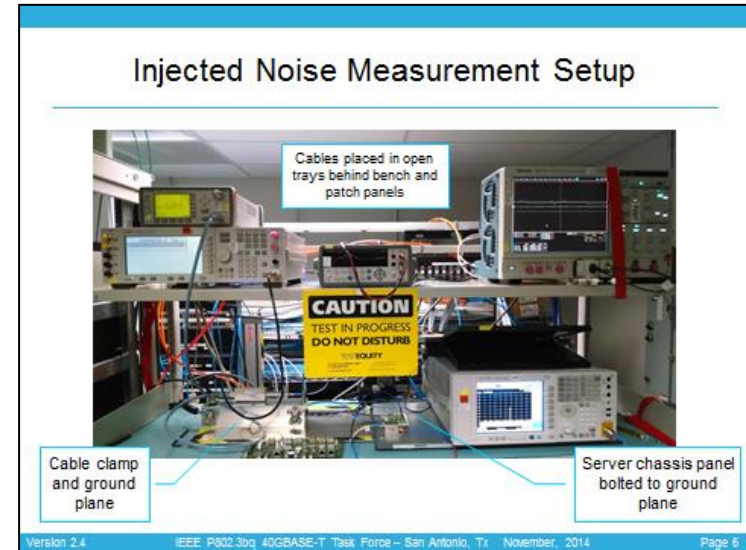 Injected Noise Measurement Setup
Cables placed in open
trays behind bench and
patch panels
CAUTION
TEST IN PROGRESS
DO NOT DISTURB
TESTEQUITY
Cable clamp
and ground
plane
Server chassis panel
bolted to ground
plane
Version 2.4
IEEE P802.3bq 40GBASE-T Task Force – San Antonio, Tx November, 2014
Page 6